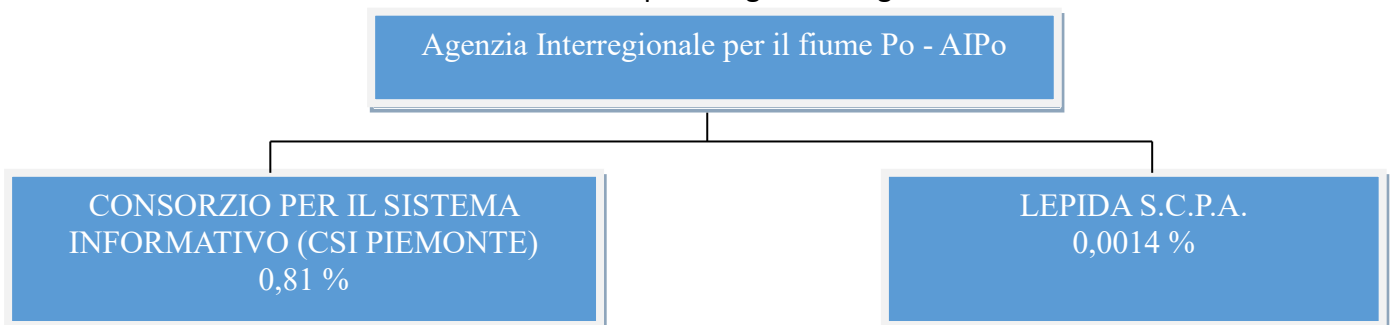 Agenzia Interregionale per il fiume Po - AIPo
CONSORZIO PER IL SISTEMA
INFORMATIVO (CSI PIEMONTE)
0,81 %
LEPIDA S.C.P.A.
0,0014 %